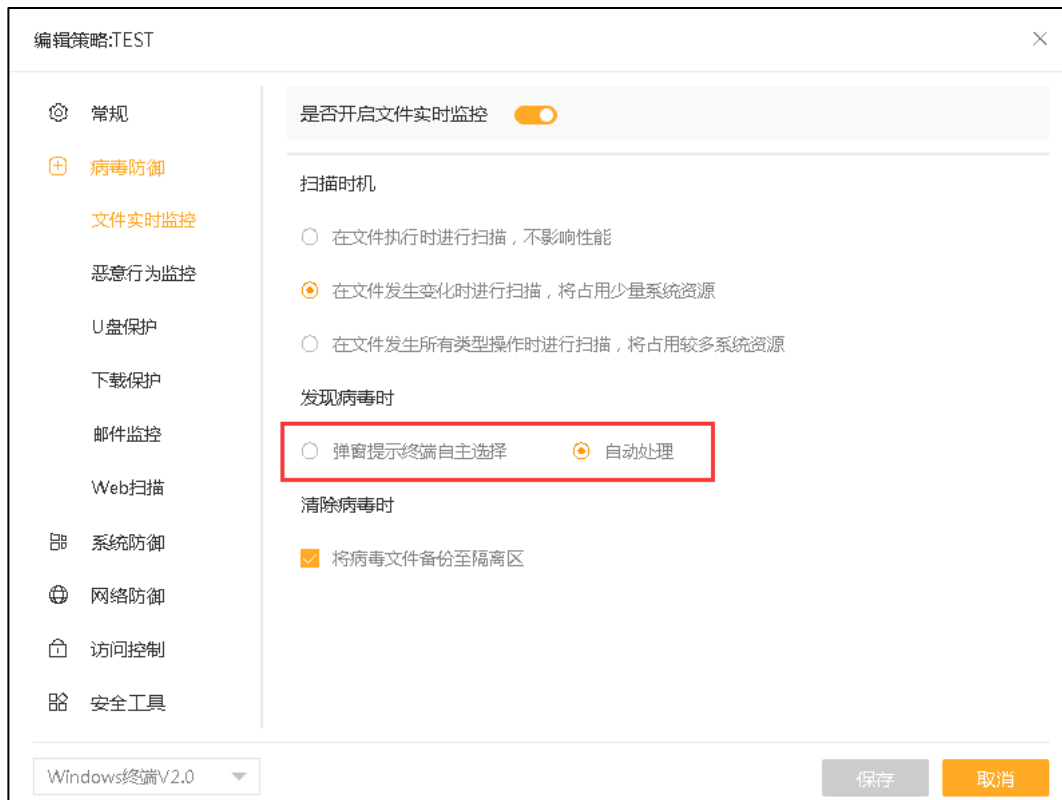 编辑策略:TEST
常规
病毒防御
文件实时监控
恶意行为监控
U盘保护
下载保护
邮件监控
Web扫描
系统防御
网络防御
访问控制
安全工具
是否开启文件实时监控
扫描时机
在文件执行时进行扫描，不影响性能
在文件发生变化时进行扫描，将占用少量系统资源
在文件发生所有类型操作时进行扫描，将占用较多系统资源
发现病毒时
弹窗提示终端自主选择 自动处理
清除病毒时
将病毒文件备份至隔离区
Windows终端V2.0
保存 取消